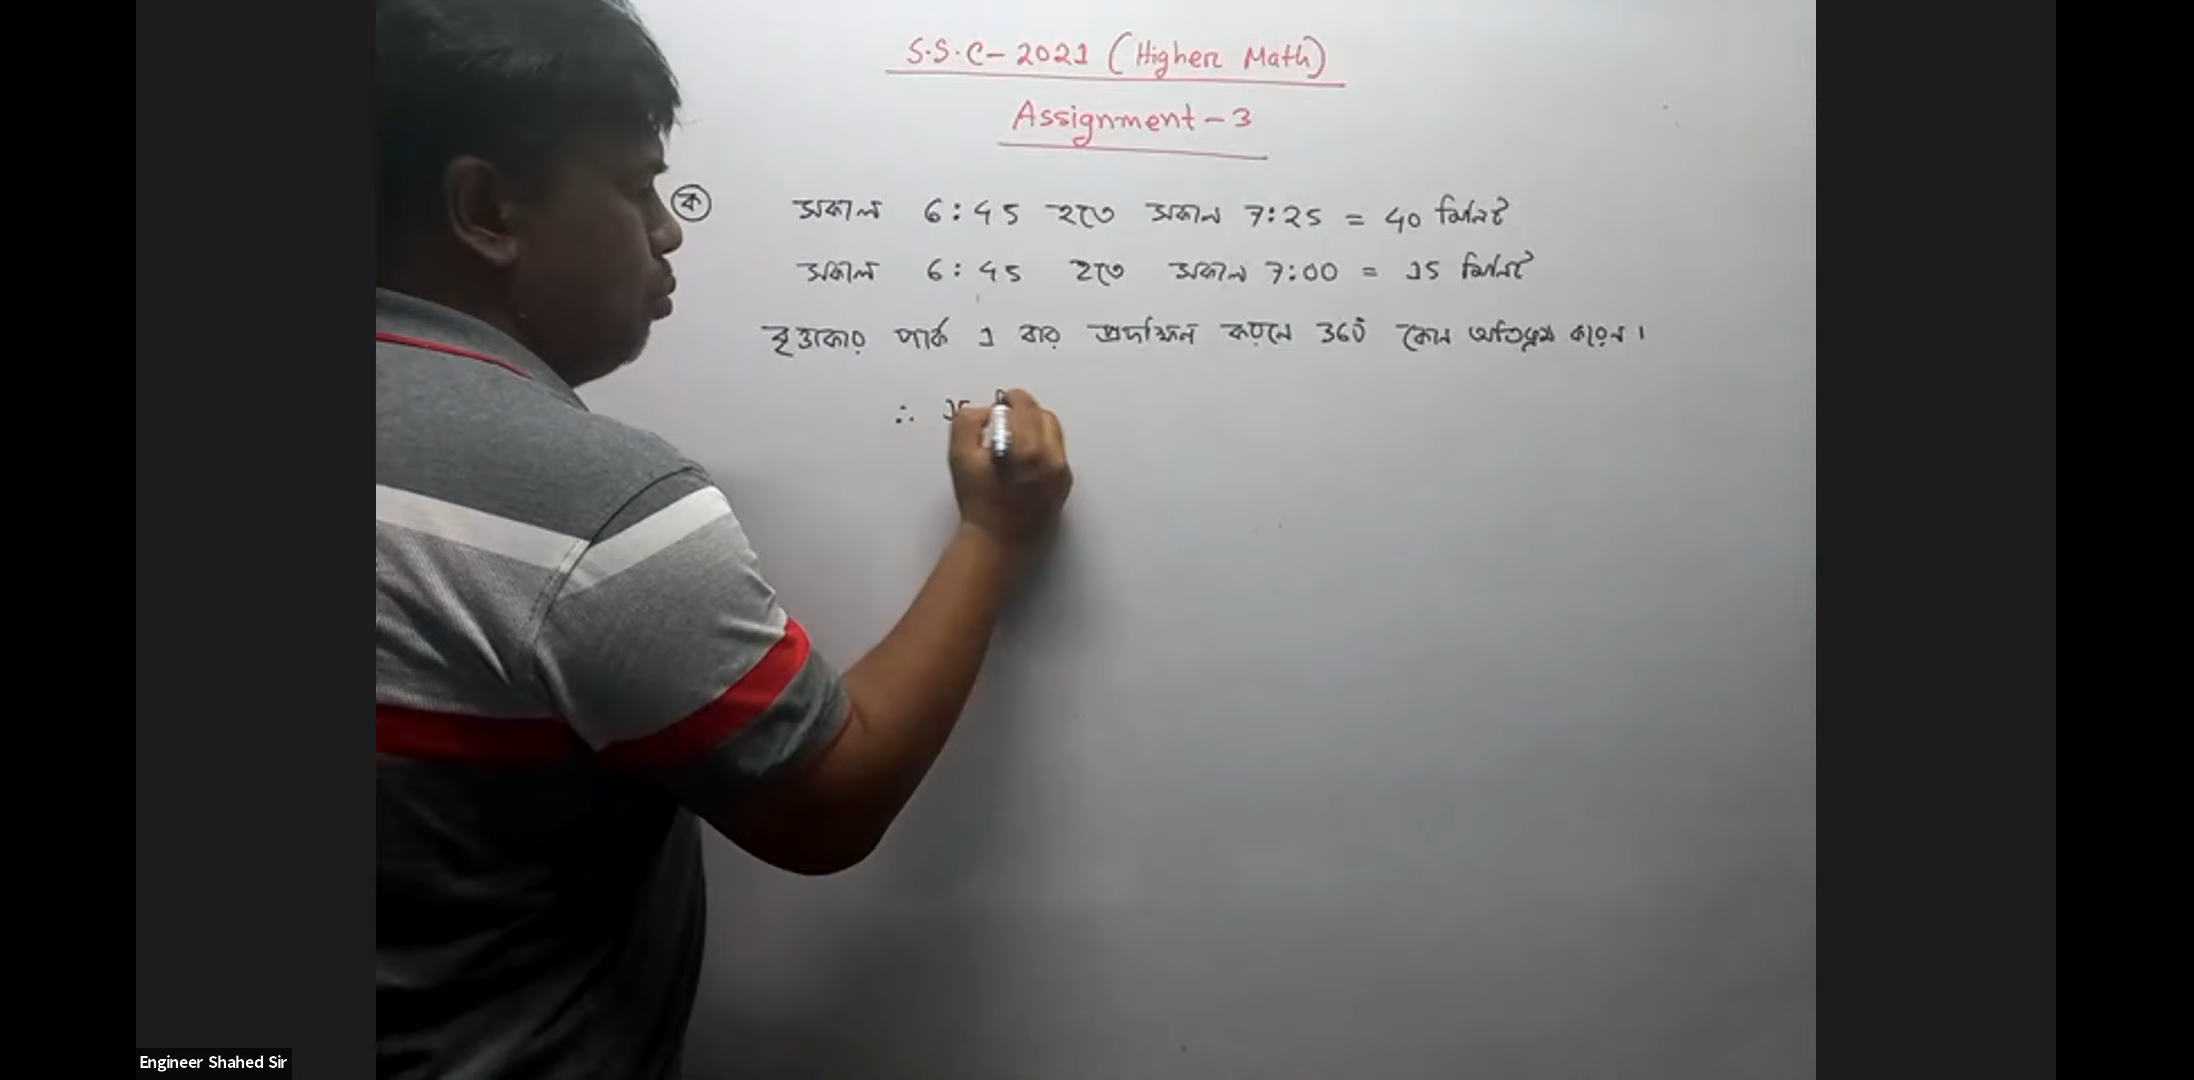 S.S.C- 2021 (Higher Math)
Assignment - 3
ক সকাল 6:45 হতে সকাল 7:25 = 40 মিনিট
সকাল 6:45 হতে সকাল 7:00 = 15 মিনিট
বৃত্তাকার পার্ক 1 বার প্রদক্ষিন করলে 360° কোন অতিক্রম করেন।
∴ 15
Engineer Shahed Sir